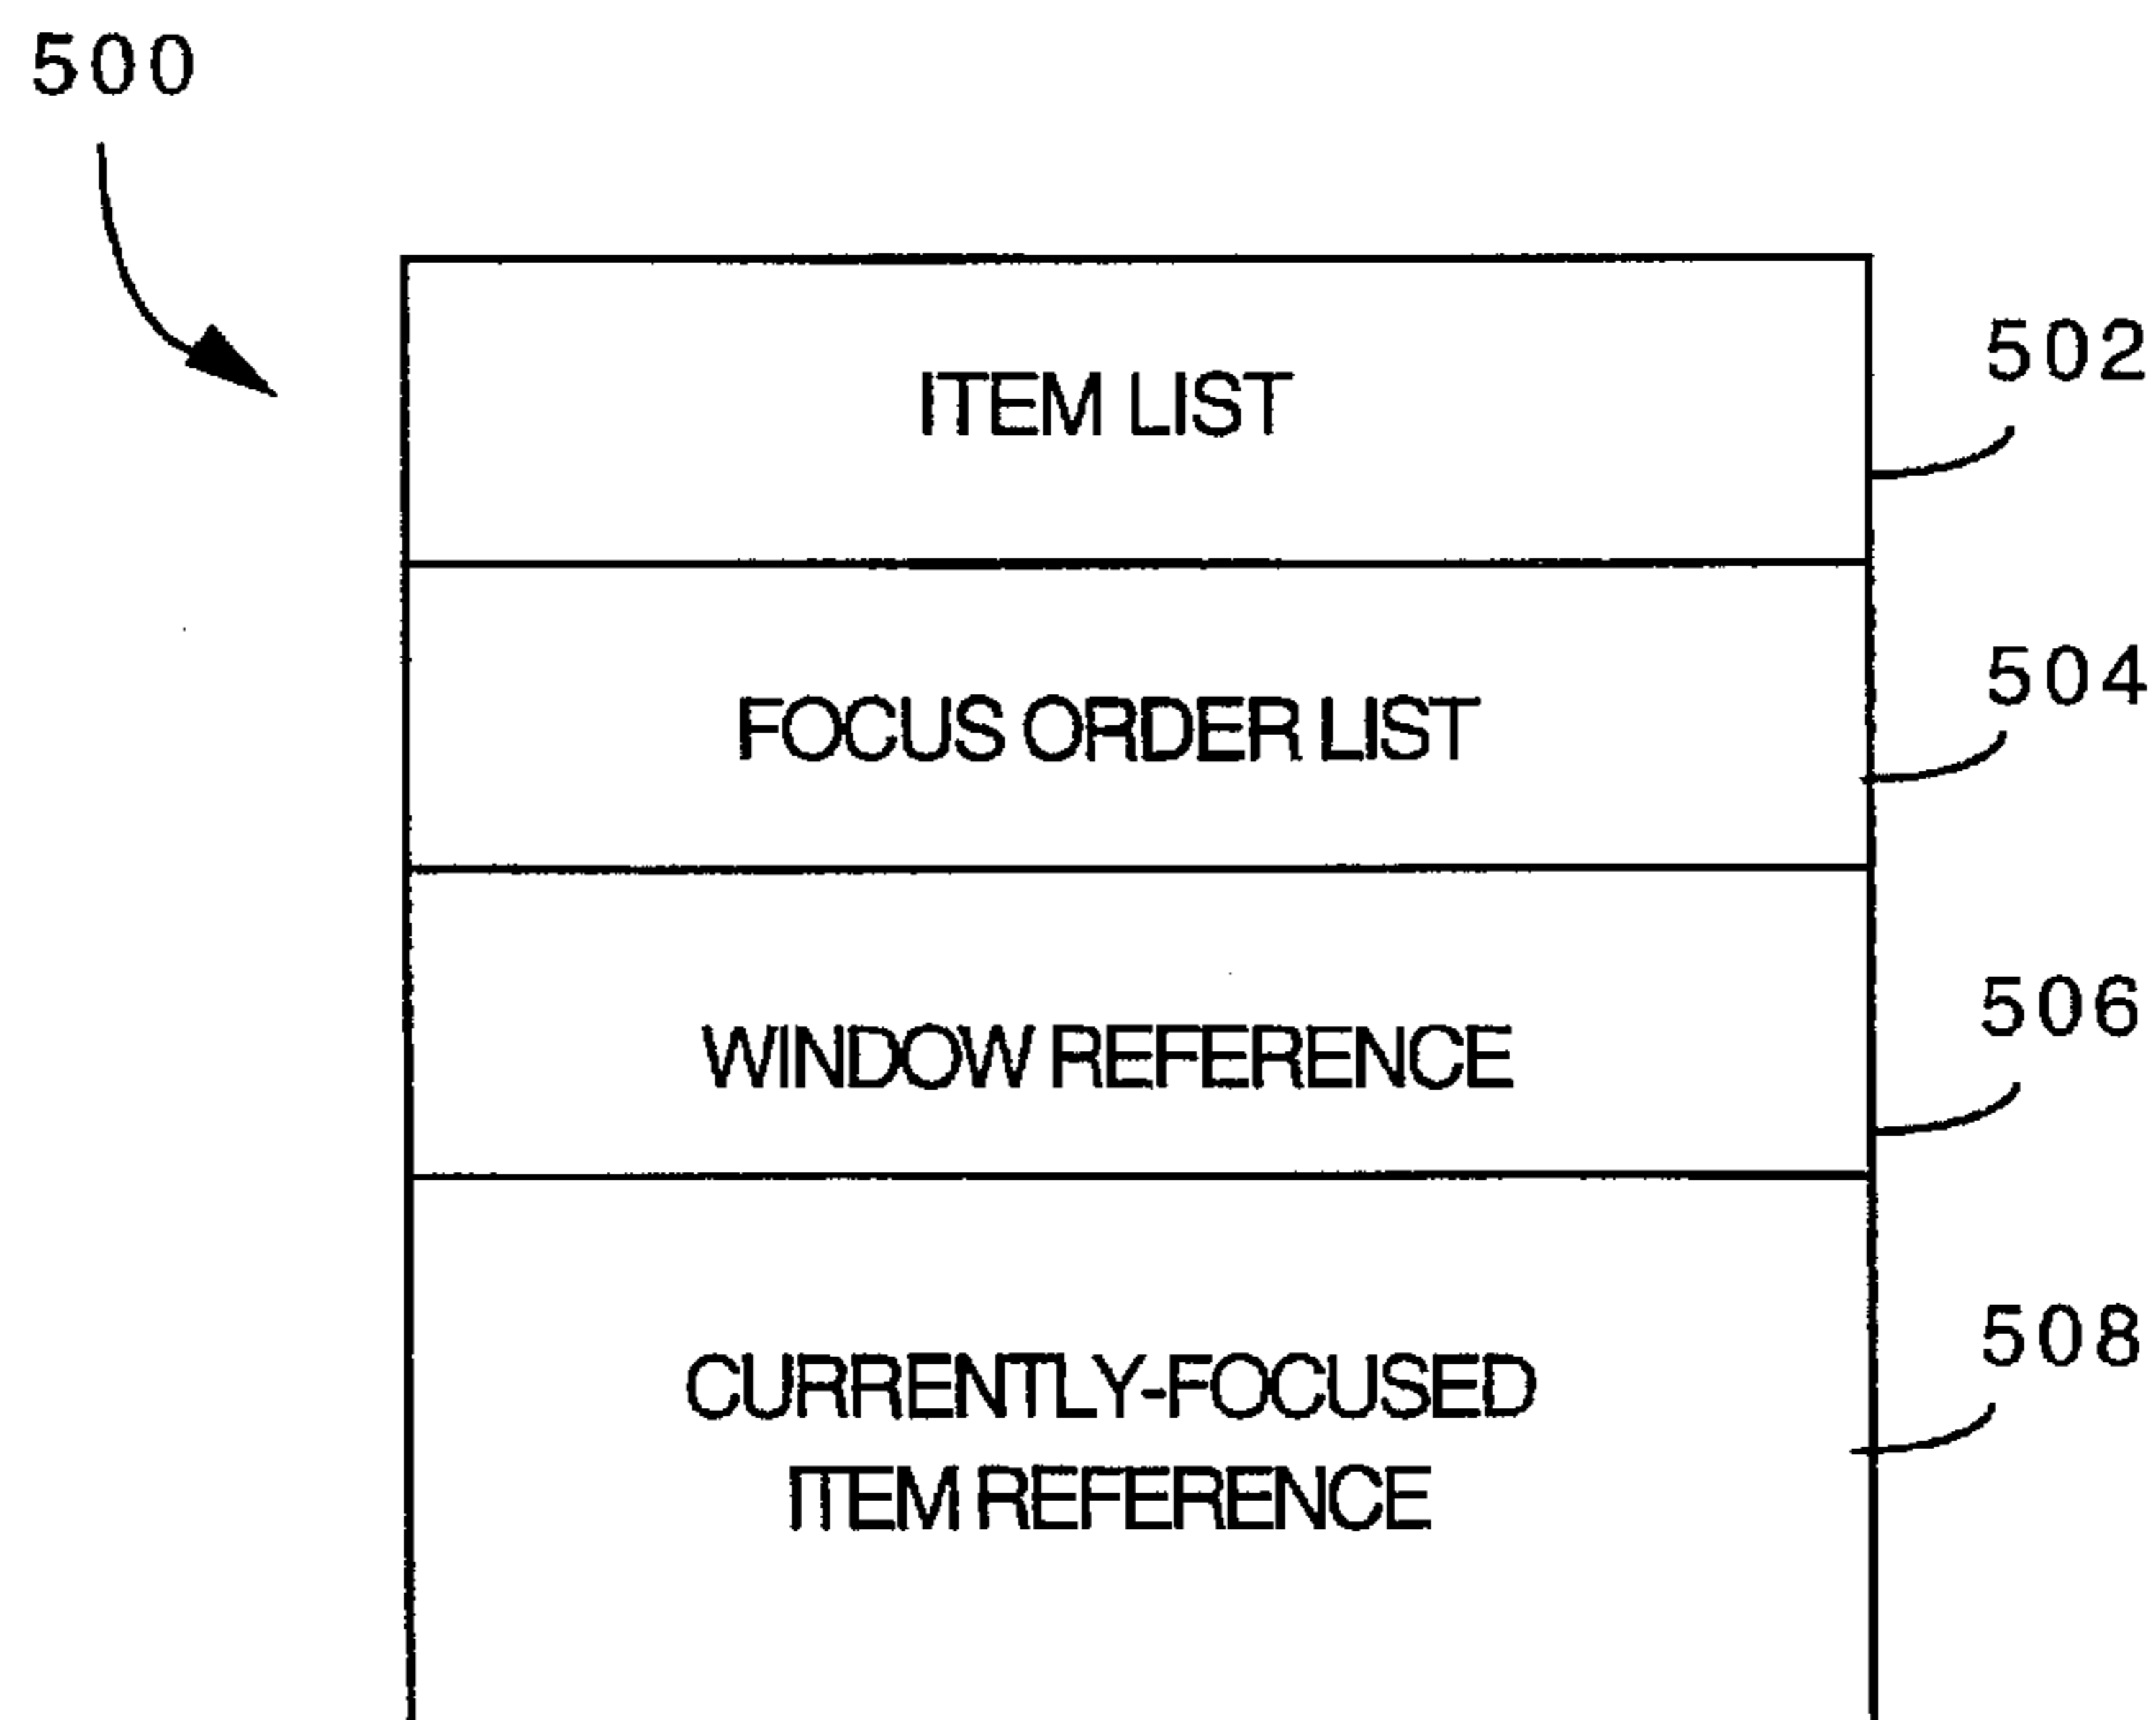 500
ITEM LIST
502
FOCUS ORDER LIST
504
WINDOW REFERENCE
506
CURRENTLY-FOCUSED
ITEM REFERENCE
508